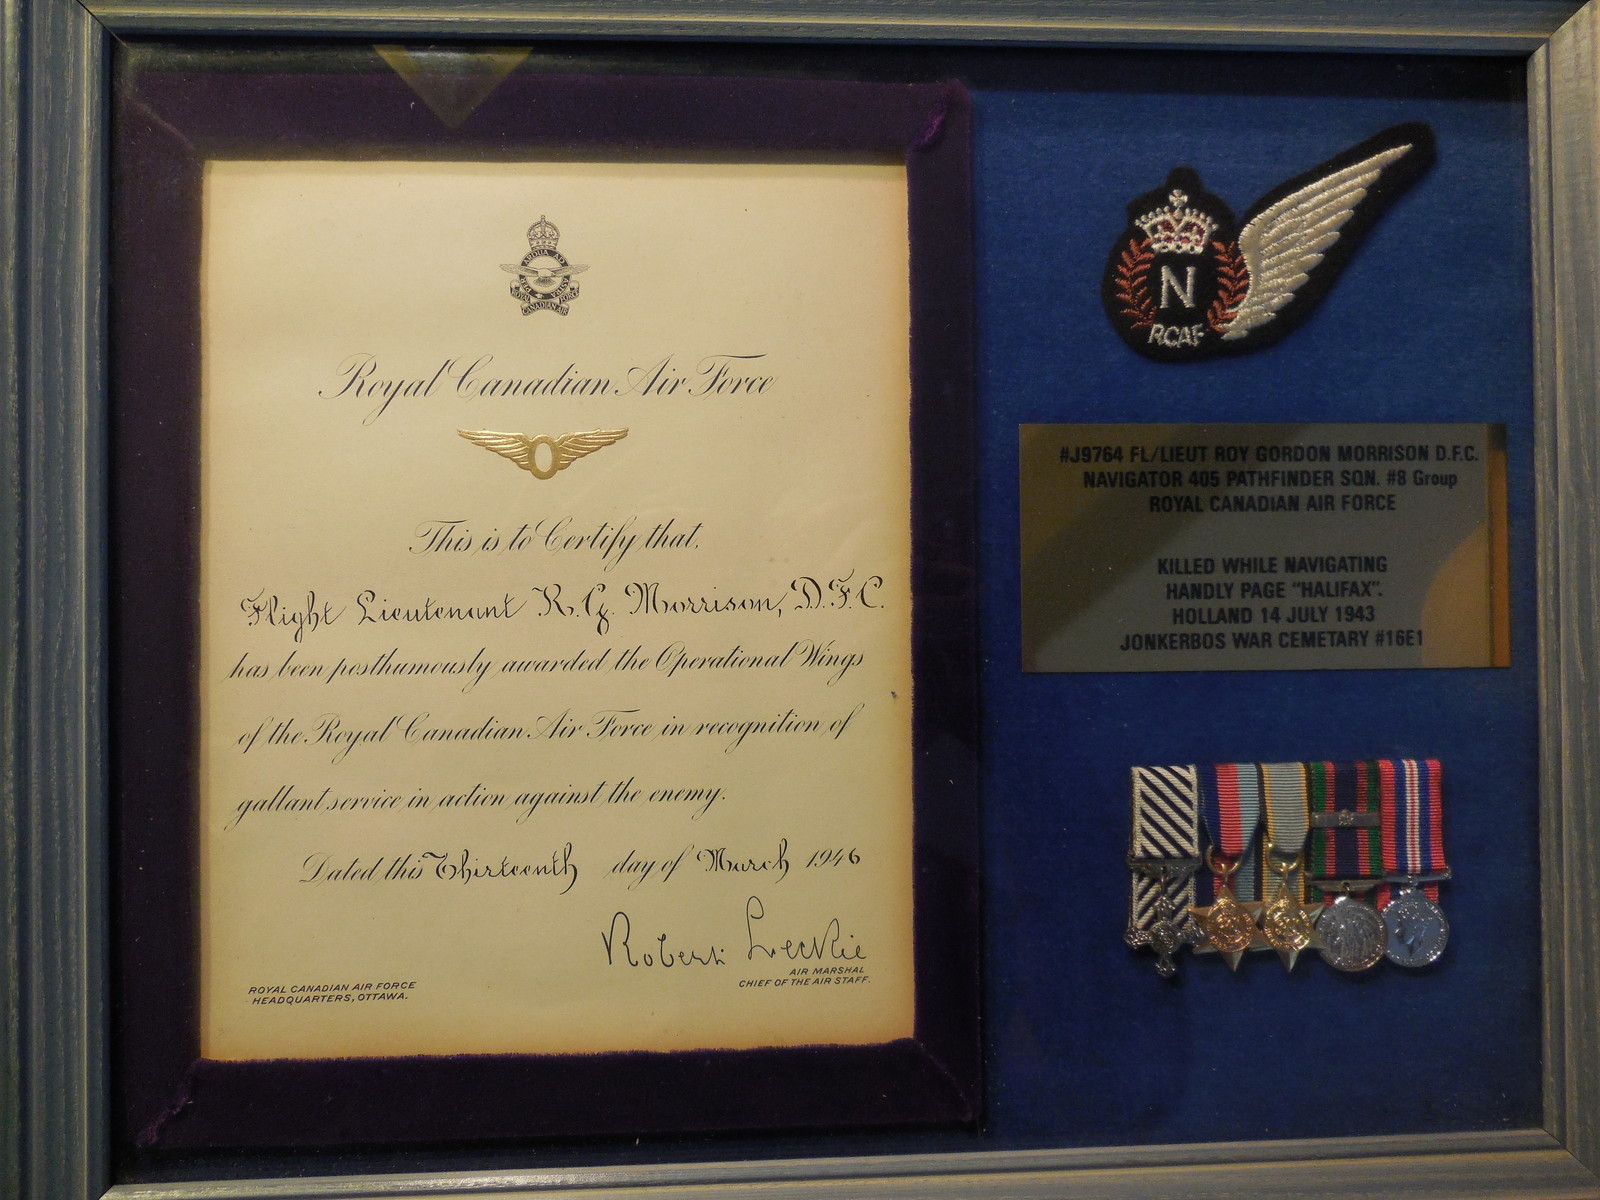 Royal Canadian Air Force
This is to Certify that,
Flight Lieutenant R. G. Morrison, D.F.C.
has been posthumously awarded the Operational Wings
of the Royal Canadian Air Force in recognition of
gallant service in action against the enemy.
Dated this Thirteenth day of March 1946
Robert Leckie
AIR MARSHAL
CHIEF OF THE AIR STAFF.
ROYAL CANADIAN AIR FORCE
HEADQUARTERS, OTTAWA.
N
RCAF
#J9764 FL/LIEUT ROY GORDON MORRISON D.F.C.
NAVIGATOR 405 PATHFINDER SQN. #8 Group
ROYAL CANADIAN AIR FORCE
KILLED WHILE NAVIGATING
HANDLY PAGE "HALIFAX".
HOLLAND 14 JULY 1943
JONKERBOS WAR CEMETARY #16E1